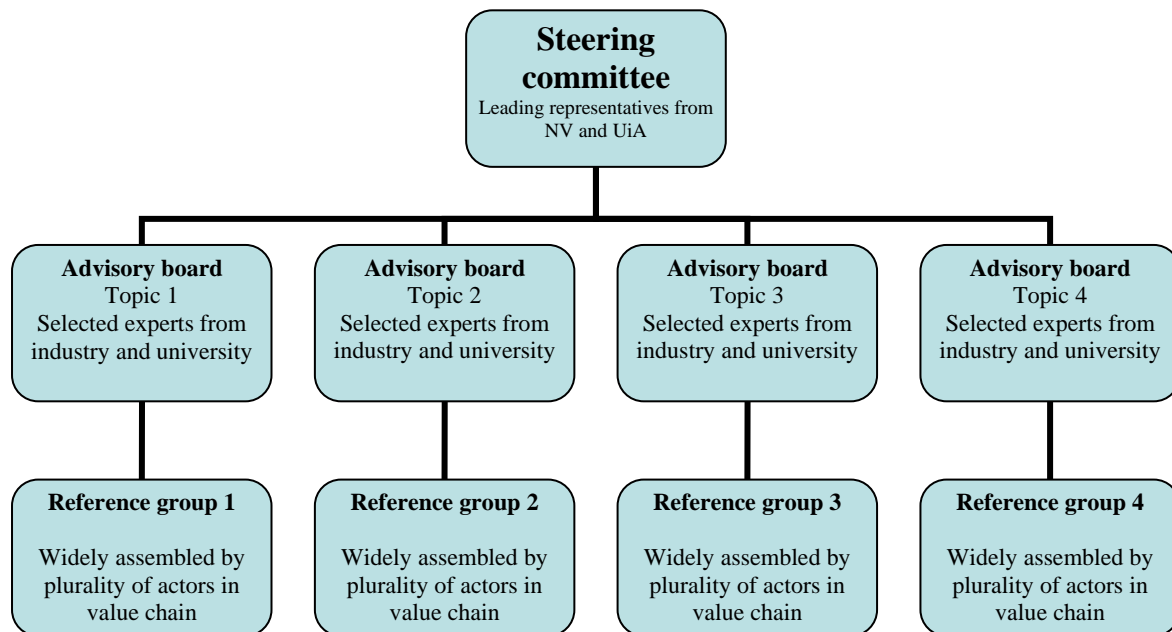 Steering
committee
Leading representatives from
NV and UiA
Advisory board
Topic 1
Selected experts from
industry and university
Advisory board
Topic 2
Selected experts from
industry and university
Advisory board
Topic 3
Selected experts from
industry and university
Advisory board
Topic 4
Selected experts from
industry and university
Reference group 1
Widely assembled by
plurality of actors in
value chain
Reference group 2
Widely assembled by
plurality of actors in
value chain
Reference group 3
Widely assembled by
plurality of actors in
value chain
Reference group 4
Widely assembled by
plurality of actors in
value chain